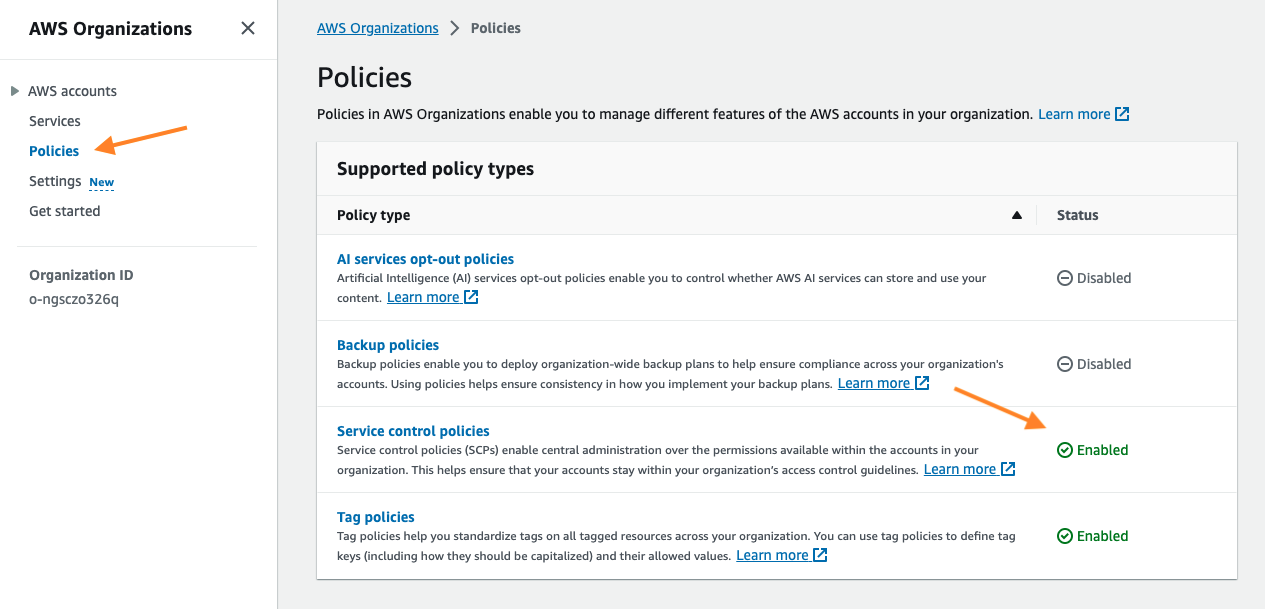 AWS Organizations
AWS accounts
Services
Policies
Settings New
Get started
Organization ID
o-ngsczo326q
AWS Organizations > Policies
Policies
Policies in AWS Organizations enable you to manage different features of the AWS accounts in your organization. Learn more
Supported policy types
Policy type
Status
AI services opt-out policies
Artificial Intelligence (AI) services opt-out policies enable you to control whether AWS AI services can store and use your
content. Learn more
Disabled
Backup policies
Backup policies enable you to deploy organization-wide backup plans to help ensure compliance across your organization's
accounts. Using policies helps ensure consistency in how you implement your backup plans. Learn more
Disabled
Service control policies
Service control policies (SCPs) enable central administration over the permissions available within the accounts in your
organization. This helps ensure that your accounts stay within your organization’s access control guidelines. Learn more
Enabled
Tag policies
Tag policies help you standardize tags on all tagged resources across your organization. You can use tag policies to define tag
keys (including how they should be capitalized) and their allowed values. Learn more
Enabled